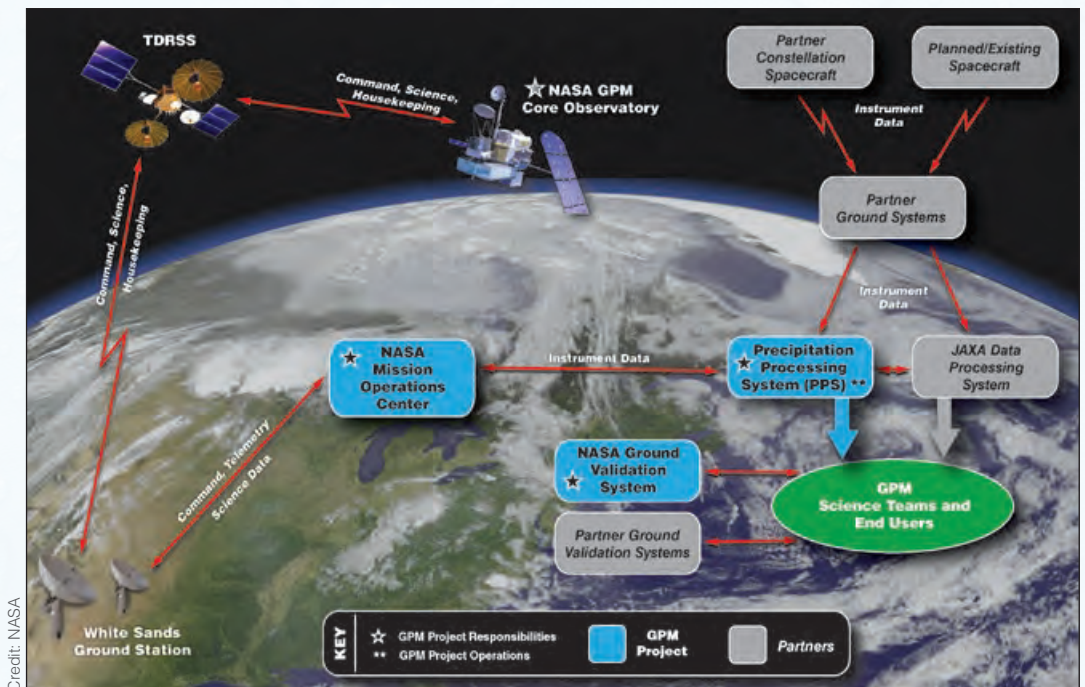 TDRSS
Command, Science,
Housekeeping
NASA GPM
Core Observatory
Partner
Constellation
Spacecraft
Planned/Existing
Spacecraft
Instrument
Data
Partner
Ground Systems
Command, Science,
Housekeeping
Instrument
Data
NASA
Mission
Operations
Center
Instrument Data
Precipitation
Processing
System (PPS) **
JAXA Data
Processing
System
Command, Telemetry
Science Data
NASA Ground
Validation
System
GPM
Science Teams and
End Users
Partner Ground
Validation Systems
White Sands
Ground Station
KEY
GPM Project Responsibilities
** GPM Project Operations
GPM
Project
Partners
Credit: NASA